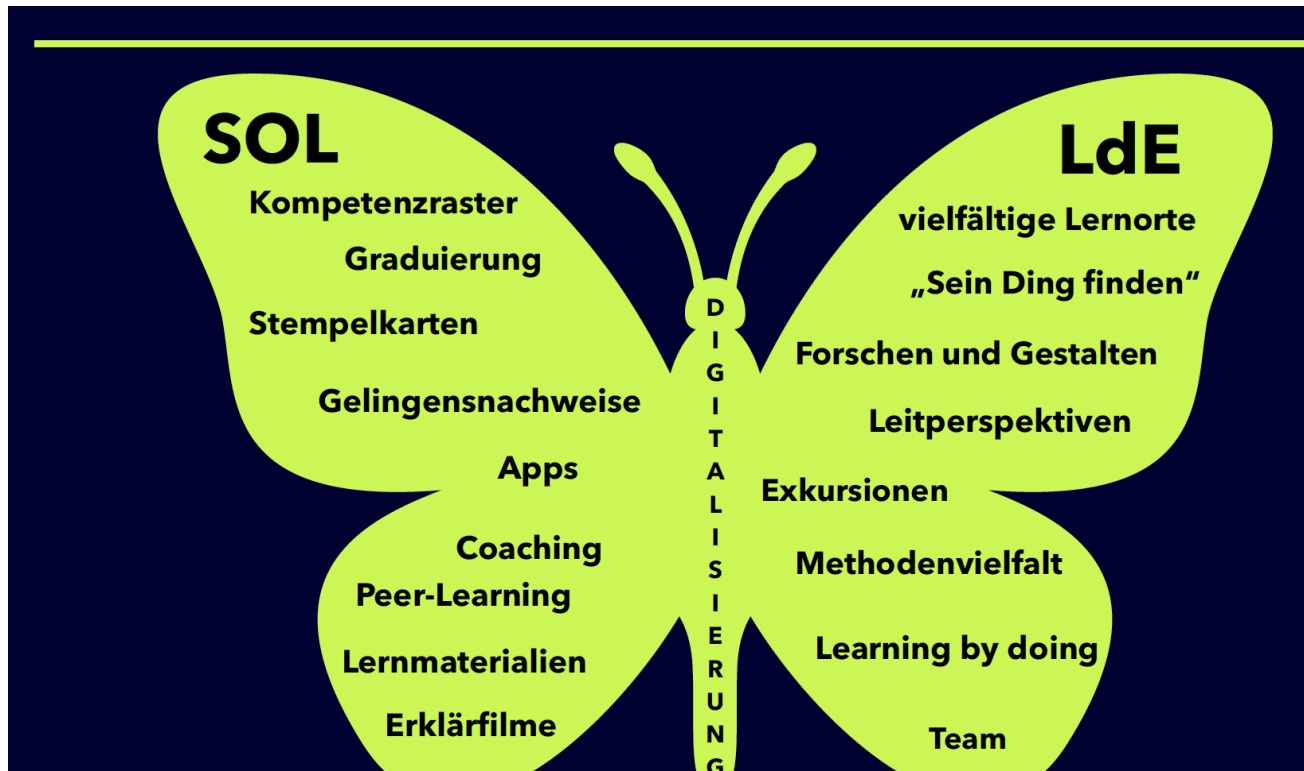 SOL
Kompetenzraster
Graduierung
Stempelkarten
Gelingensnachweise
Apps
Coaching
Peer-Learning
Lernmaterialien
Erklärfilme
DIGITALISIERUNG
LdE
vielfältige Lernorte
„Sein Ding finden“
Forschen und Gestalten
Leitperspektiven
Exkursionen
Methodenvielfalt
Learning by doing
Team